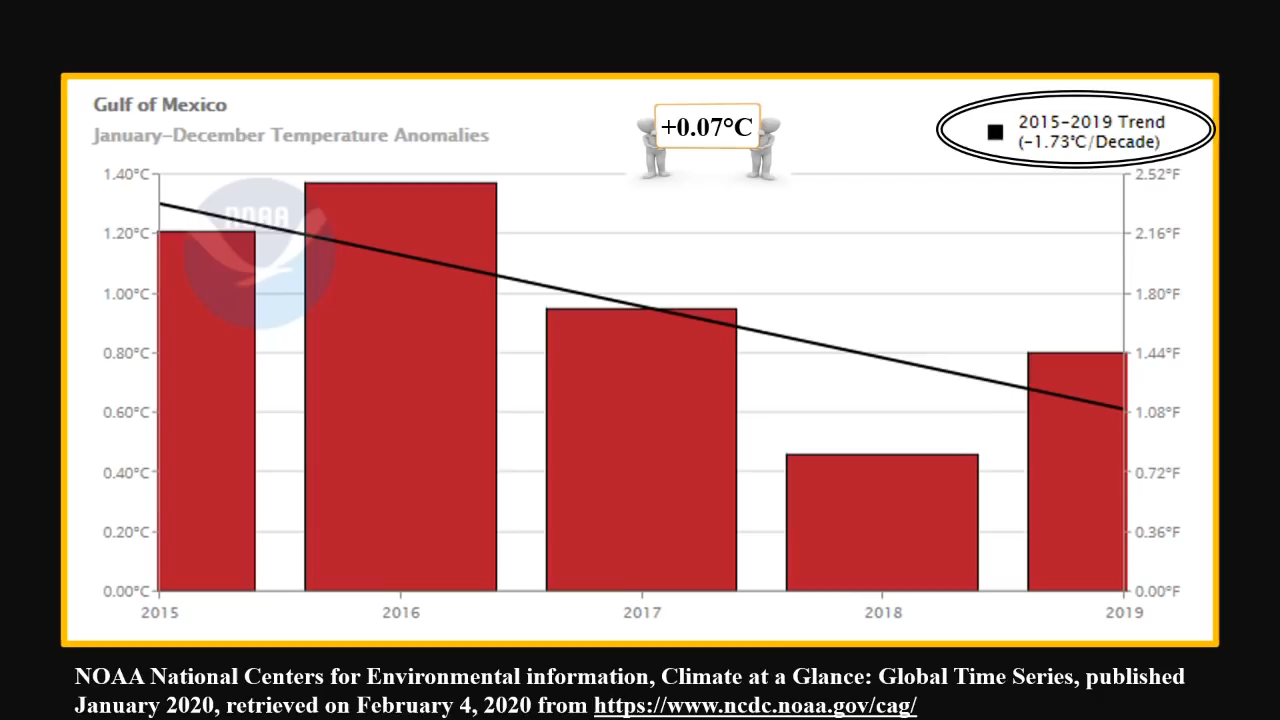 Gulf of Mexico
January–December Temperature Anomalies
+0.07°C
2015–2019 Trend
(-1.73°C/Decade)
NOAA
1.40°C 2.52°F
1.20°C 2.16°F
1.00°C 1.80°F
0.80°C 1.44°F
0.60°C 1.08°F
0.40°C 0.72°F
0.20°C 0.36°F
0.00°C 0.00°F
2015 2016 2017 2018 2019
NOAA National Centers for Environmental information, Climate at a Glance: Global Time Series, published
January 2020, retrieved on February 4, 2020 from https://www.ncdc.noaa.gov/cag/